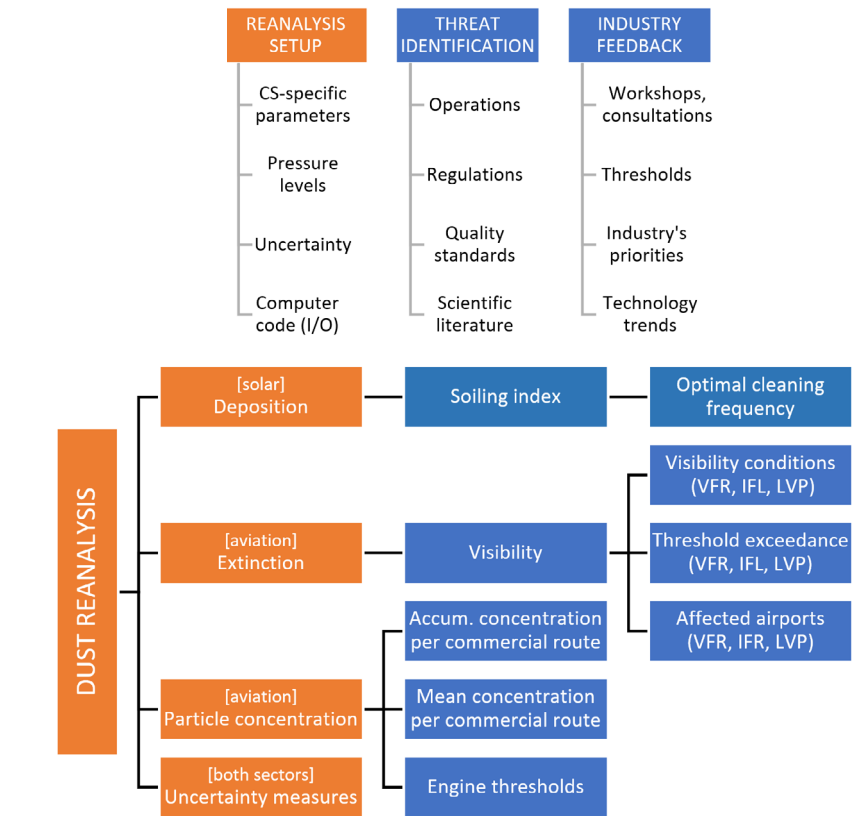 REANALYSIS
SETUP
CS-specific
parameters
Pressure
levels
Uncertainty
Computer
code (I/O)
THREAT
IDENTIFICATION
Operations
Regulations
Quality
standards
Scientific
literature
INDUSTRY
FEEDBACK
Workshops,
consultations
Thresholds
Industry's
priorities
Technology
trends
DUST REANALYSIS
[solar]
Deposition
Soiling index
Optimal cleaning
frequency
[aviation]
Extinction
Visibility
Visibility conditions
(VFR, IFL, LVP)
Threshold exceedance
(VFR, IFL, LVP)
Affected airports
(VFR, IFR, LVP)
[aviation]
Particle concentration
Accum. concentration
per commercial route
Mean concentration
per commercial route
Engine thresholds
[both sectors]
Uncertainty measures